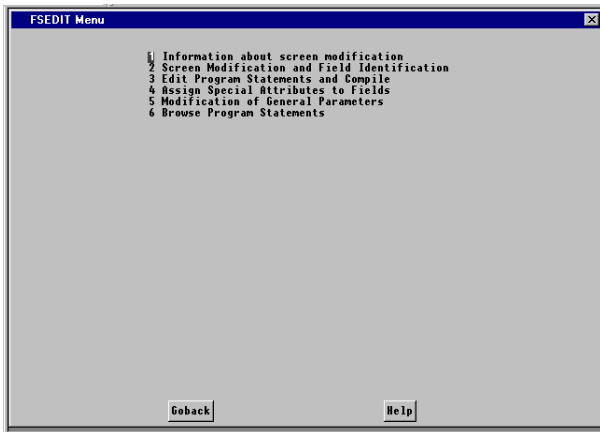 FSEDIT Menu
1 Information about screen modification
2 Screen Modification and Field Identification
3 Edit Program Statements and Compile
4 Assign Special Attributes to Fields
5 Modification of General Parameters
6 Browse Program Statements
Goback Help